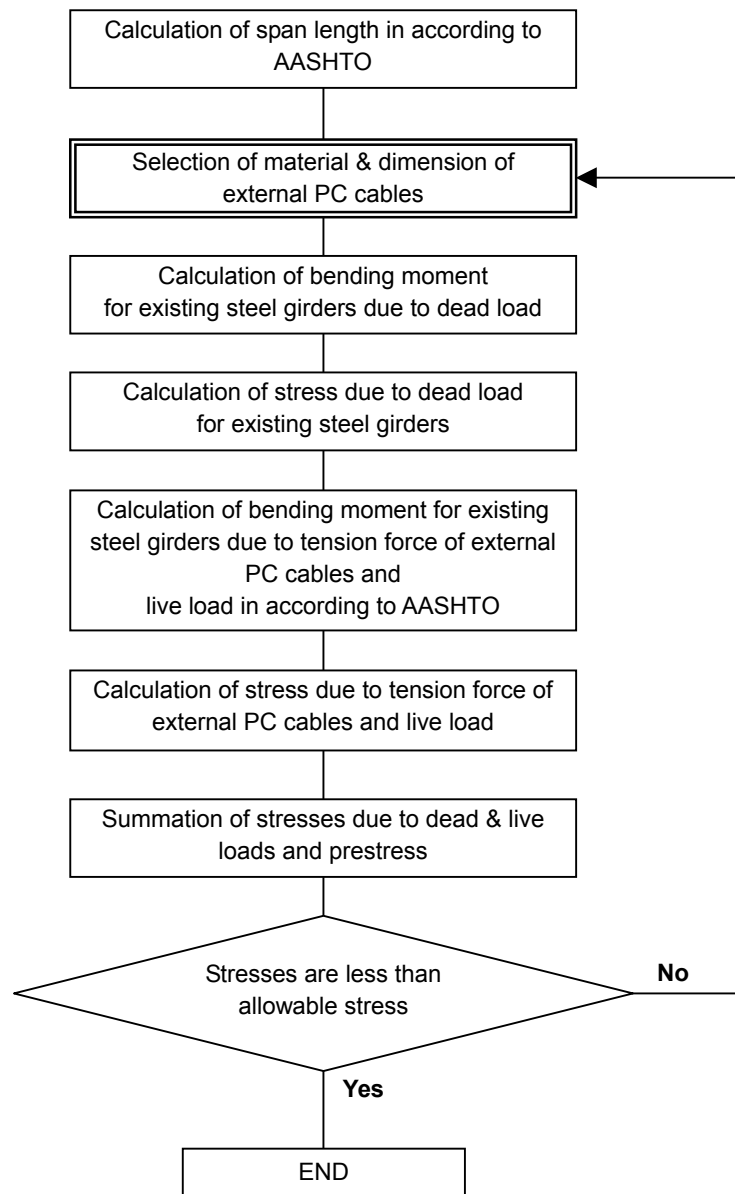 Calculation of span length in according to
AASHTO
Selection of material & dimension of
external PC cables
Calculation of bending moment
for existing steel girders due to dead load
Calculation of stress due to dead load
for existing steel girders
Calculation of bending moment for existing
steel girders due to tension force of external
PC cables and
live load in according to AASHTO
Calculation of stress due to tension force of
external PC cables and live load
Summation of stresses due to dead & live
loads and prestress
Stresses are less than
allowable stress
No
Yes
END